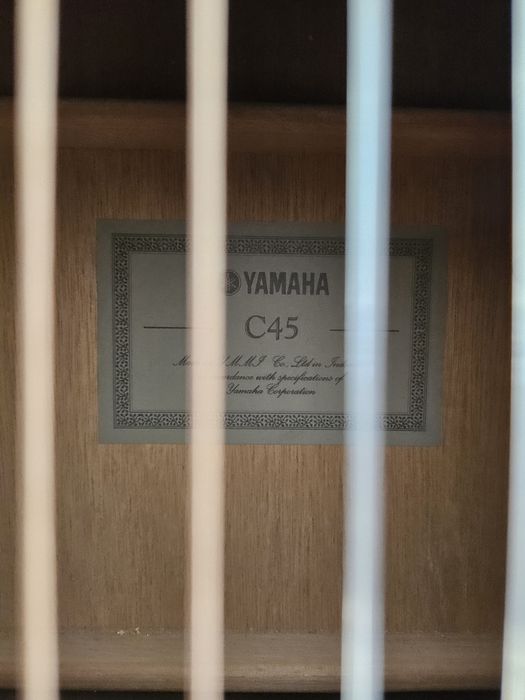 YAMAHA
C45
M.M.I Co., Ltd in
with specifications of
Yamaha Corporation